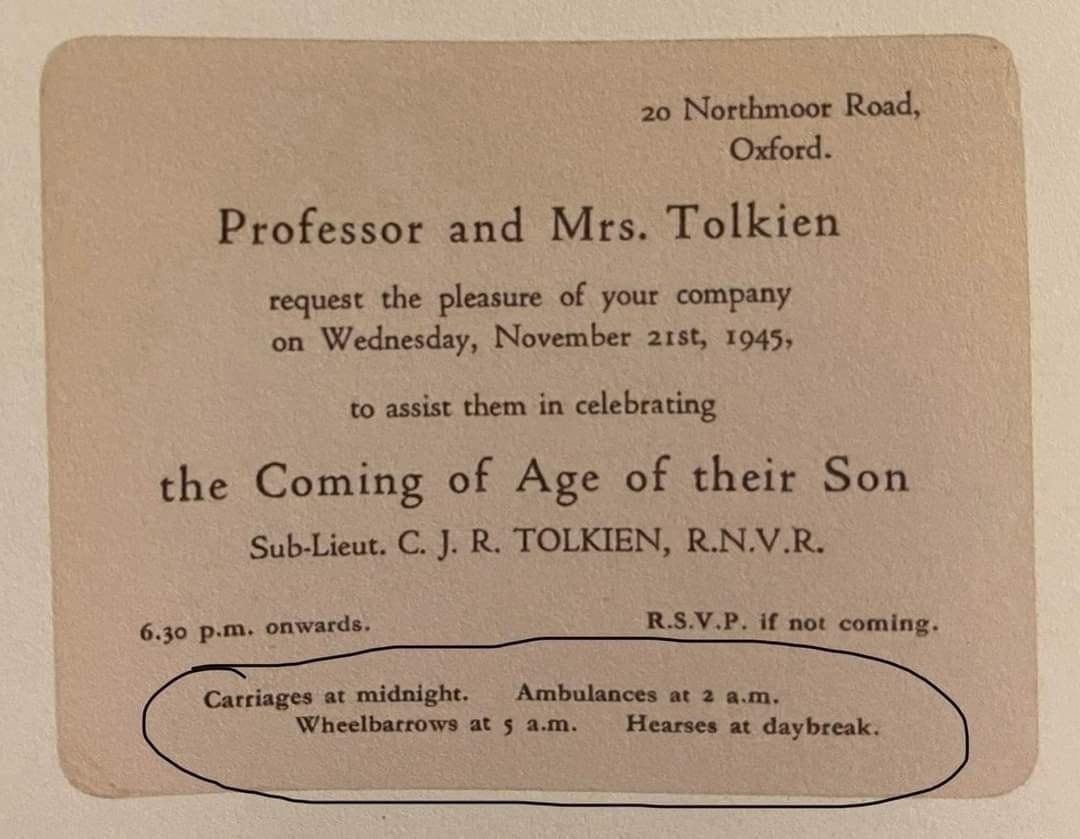 20 Northmoor Road,
Oxford.
Professor and Mrs. Tolkien
request the pleasure of your company
on Wednesday, November 21st, 1945,
to assist them in celebrating
the Coming of Age of their Son
Sub-Lieut. C. J. R. TOLKIEN, R.N.V.R.
6.30 p.m. onwards. R.S.V.P. if not coming.
Carriages at midnight. Ambulances at 2 a.m.
Wheelbarrows at 5 a.m. Hearses at daybreak.